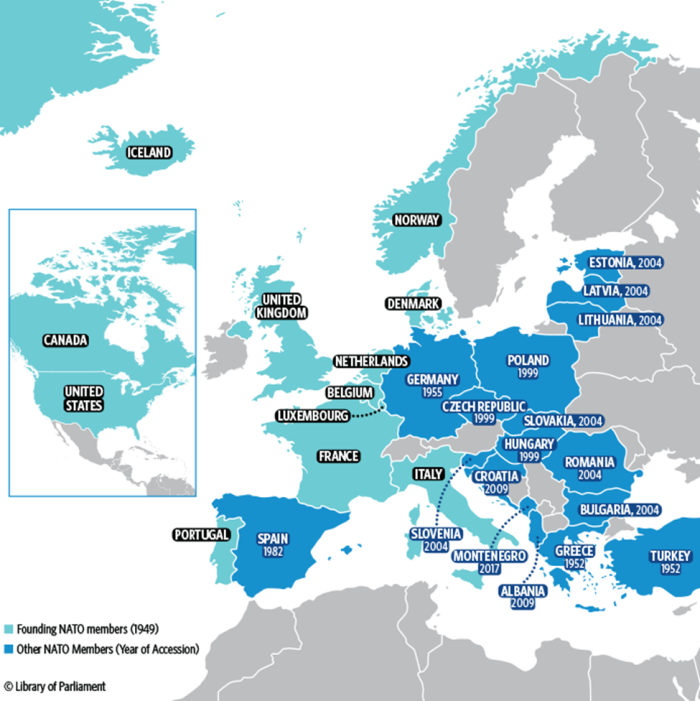 ICELAND
NORWAY
ESTONIA, 2004
LATVIA, 2004
LITHUANIA, 2004
UNITED
KINGDOM
DENMARK
CANADA
UNITED
STATES
NETHERLANDS
BELGIUM
LUXEMBOURG
GERMANY
1955
POLAND
1999
CZECH REPUBLIC
1999
SLOVAKIA, 2004
HUNGARY
1999
FRANCE
ITALY
CROATIA
2009
ROMANIA
2004
BULGARIA, 2004
PORTUGAL
SPAIN
1982
SLOVENIA
2004
MONTENEGRO
2017
ALBANIA
2009
GREECE
1952
TURKEY
1952
Founding NATO members (1949)
Other NATO Members (Year of Accession)
© Library of Parliament